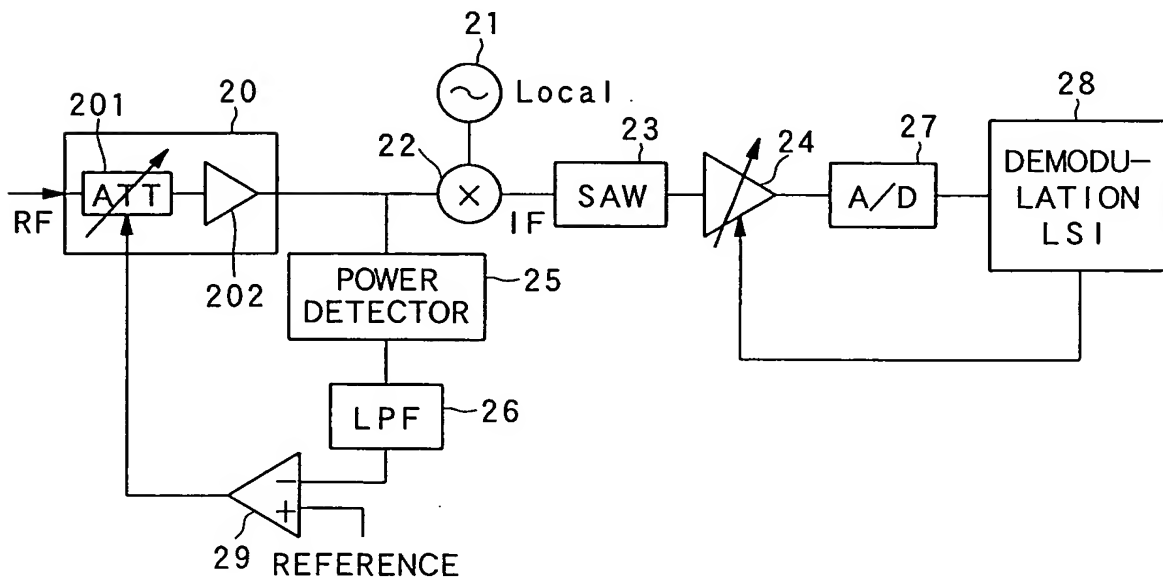 21
201
20
Local
28
22
23
24
27
ATT
×
SAW
A/D
DEMODU-
LATION
LSI
RF
IF
202
POWER
DETECTOR
25
LPF
26
−
+
29
REFERENCE